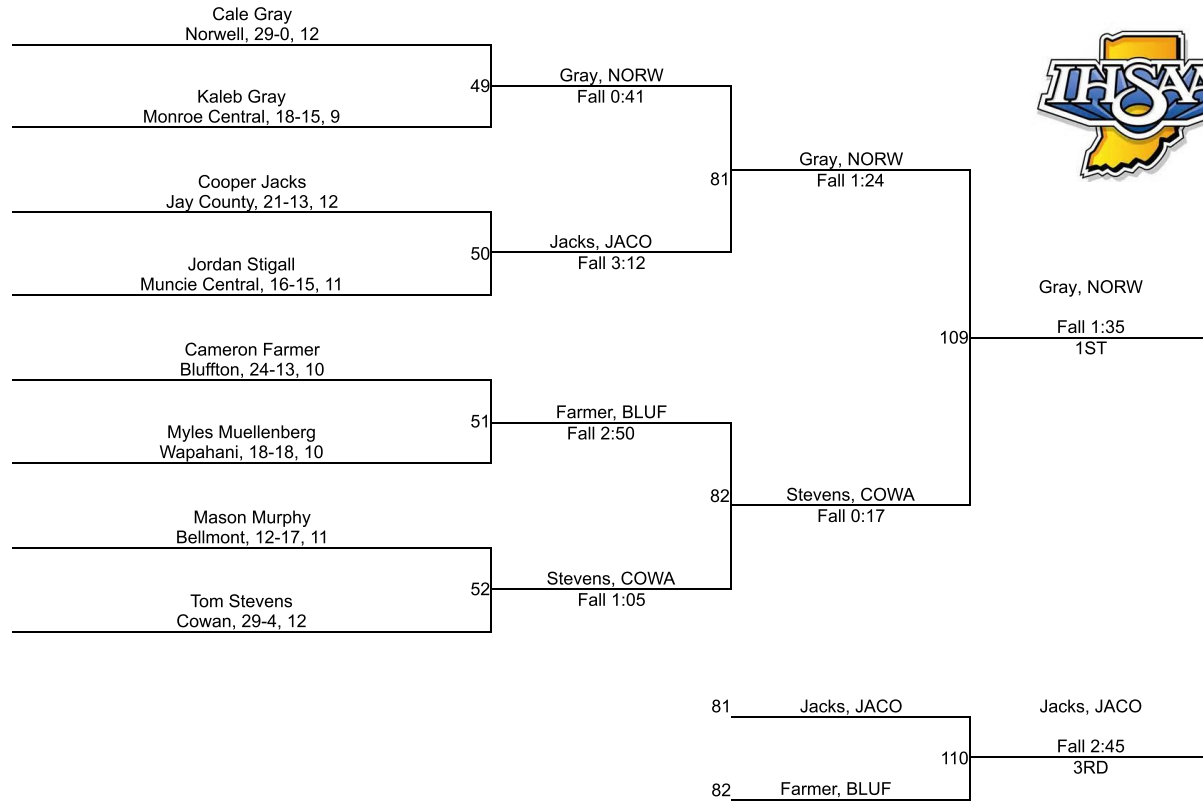 Cale Gray
Norwell, 29-0, 12
Kaleb Gray
Monroe Central, 18-15, 9
49
Gray, NORW
Fall 0:41
Cooper Jacks
Jay County, 21-13, 12
Jordan Stigall
Muncie Central, 16-15, 11
50
Jacks, JACO
Fall 3:12
81
Gray, NORW
Fall 1:24
Cameron Farmer
Bluffton, 24-13, 10
Myles Muellenberg
Wapahani, 18-18, 10
51
Farmer, BLUF
Fall 2:50
Mason Murphy
Bellmont, 12-17, 11
Tom Stevens
Cowan, 29-4, 12
52
Stevens, COWA
Fall 1:05
82
Stevens, COWA
Fall 0:17
109
Gray, NORW
Fall 1:35
1ST
IHSAA
81
Jacks, JACO
82
Farmer, BLUF
110
Jacks, JACO
Fall 2:45
3RD